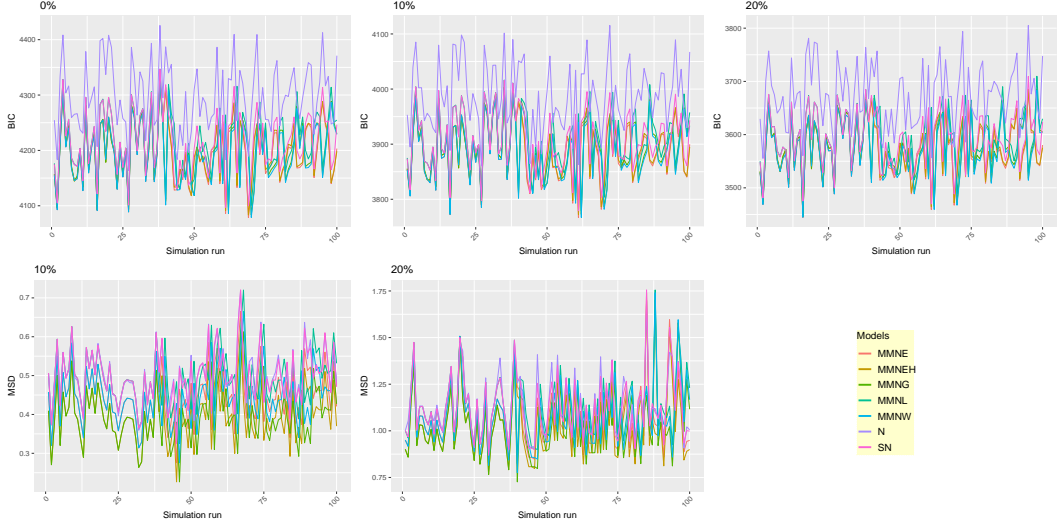 0%
BIC
4400
4300
4200
4100
0
25
50
75
100
Simulation run
10%
BIC
4100
4000
3900
3800
0
25
50
75
100
Simulation run
20%
BIC
3800
3700
3600
3500
0
25
50
75
100
Simulation run
10%
MSD
0.7
0.6
0.5
0.4
0.3
0
25
50
75
100
Simulation run
20%
MSD
1.75
1.50
1.25
1.00
0.75
0
25
50
75
100
Simulation run
Models
MMNE
MMNEH
MMNG
MMNL
MMNW
N
SN